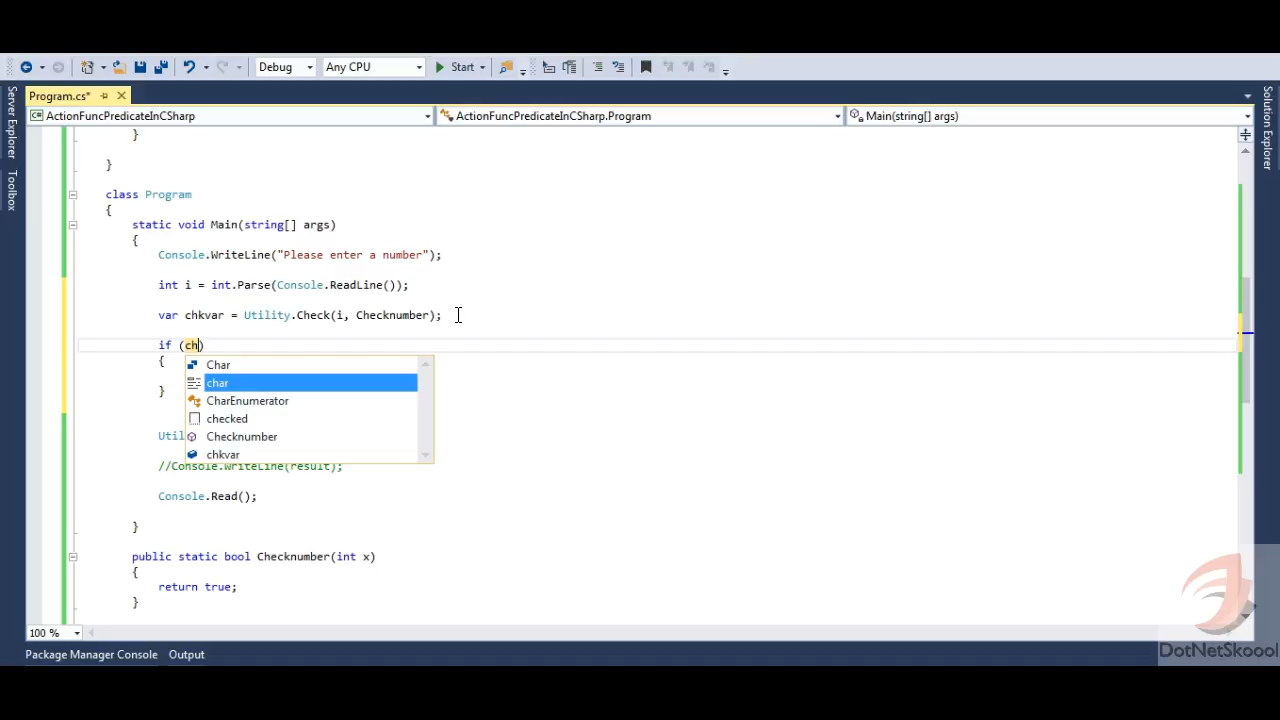 Debug Any CPU Start
Program.cs*
ActionFuncPredicateInCSharp ActionFuncPredicateInCSharp.Program Main(string[] args)
Server Explorer
Toolbox
Solution Explorer
}
}
class Program
{
static void Main(string[] args)
{
Console.WriteLine("Please enter a number");
int i = int.Parse(Console.ReadLine());
var chkvar = Utility.Check(i, Checknumber);
if (ch)
{
Char
char
}
CharEnumerator
checked
Util
Checknumber
chkvar
//Console.WriteLine(result);
Console.Read();
}
public static bool Checknumber(int x)
{
return true;
}
100 %
DotNetSkoool
Package Manager Console Output